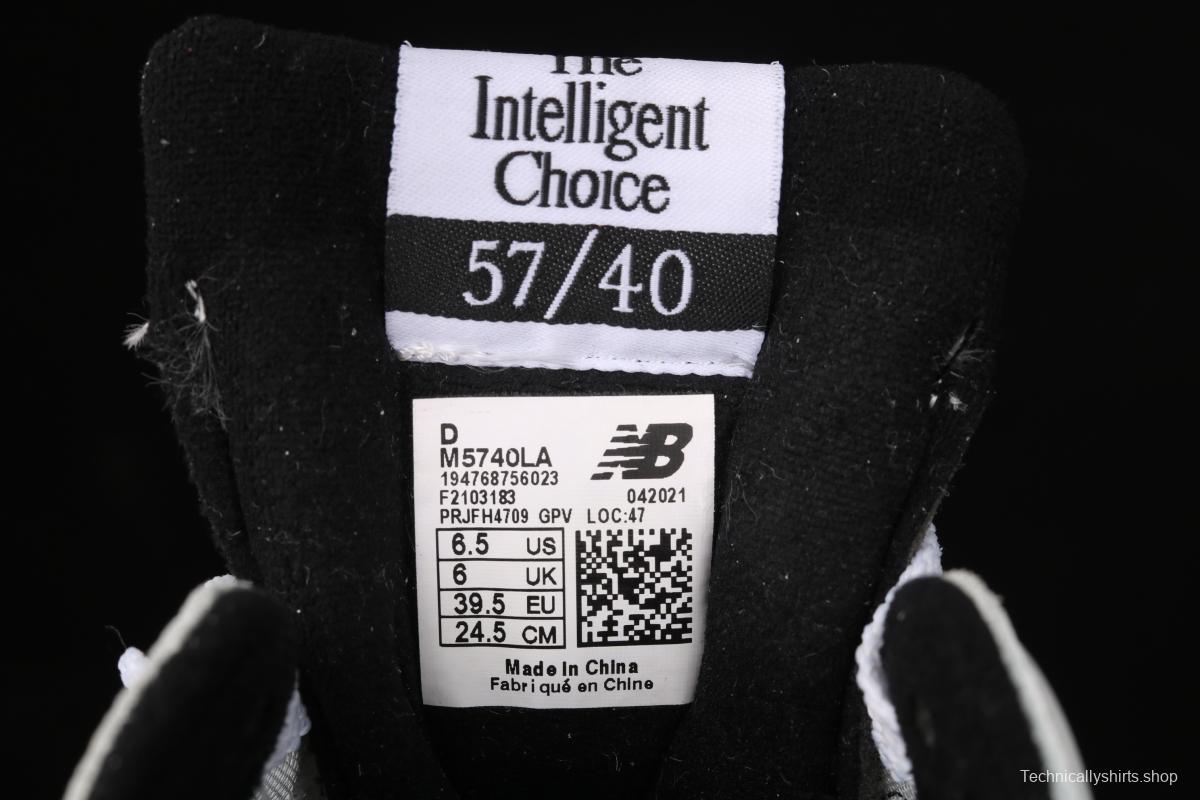 The
Intelligent
Choice
57/40
D
M5740LA
NB
194768756023
F2103183 042021
PRJFH4709 GPV LOC:47
6.5 US
6 UK
39.5 EU
24.5 CM
Made In China
Fabriqué en Chine
Technicallyshirts.shop